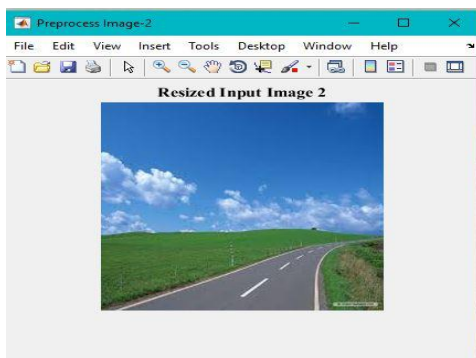 Preprocess Image-2
File Edit View Insert Tools Desktop Window Help
Resized Input Image 2